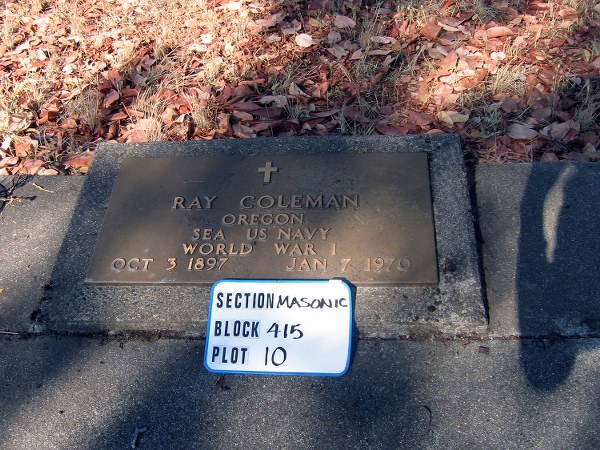 RAY COLEMAN
OREGON
SEA US NAVY
WORLD WAR I
OCT 3 1897 JAN 7 1970
SECTION MASONIC
BLOCK 415
PLOT 10